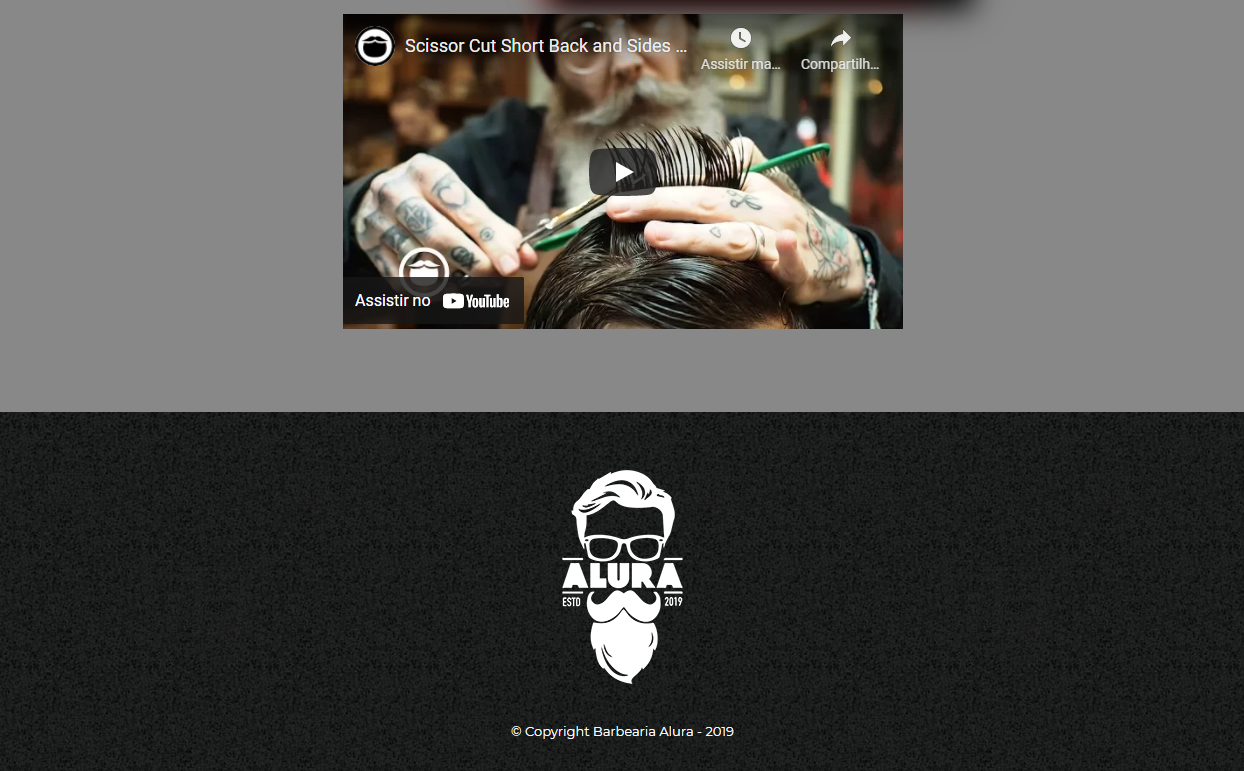 Scissor Cut Short Back and Sides ...
Assistir ma...
Compartilh...
Assistir no YouTube
ALURA
ESTD 2019
© Copyright Barbearia Alura - 2019